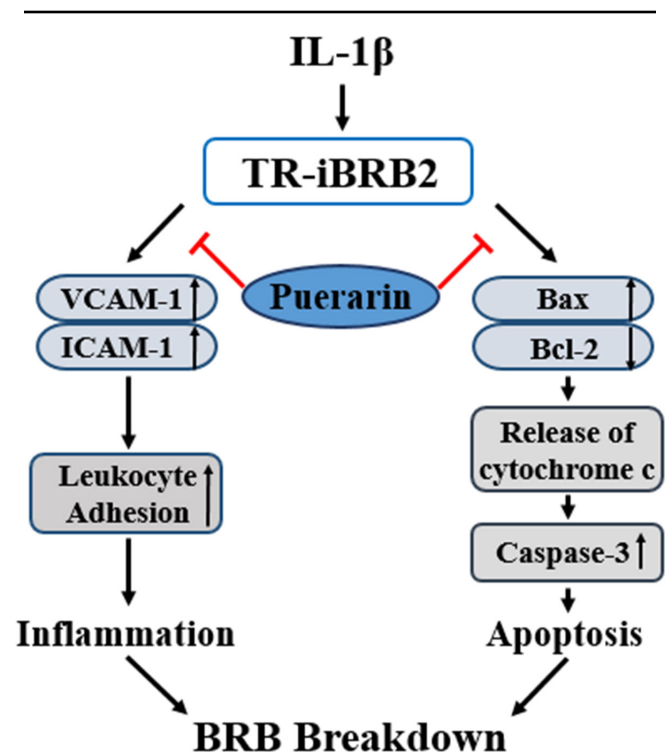 IL-1β
TR-iBRB2
Puerarin
VCAM-1
ICAM-1
Leukocyte
Adhesion
Inflammation
Bax
Bcl-2
Release of
cytochrome c
Caspase-3
Apoptosis
BRB Breakdown